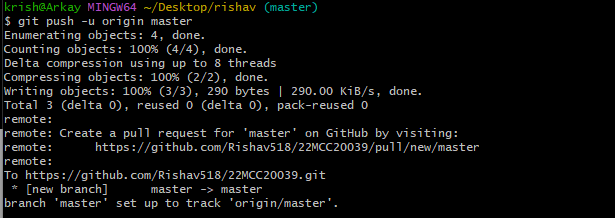 krish@Arkay MINGW64 ~/Desktop/rishav (master)
$ git push -u origin master
Enumerating objects: 4, done.
Counting objects: 100% (4/4), done.
Delta compression using up to 8 threads
Compressing objects: 100% (2/2), done.
Writing objects: 100% (3/3), 290 bytes | 290.00 KiB/s, done.
Total 3 (delta 0), reused 0 (delta 0), pack-reused 0
remote:
remote: Create a pull request for 'master' on GitHub by visiting:
remote:      https://github.com/Rishav518/22MCC20039/pull/new/master
remote:
To https://github.com/Rishav518/22MCC20039.git
 * [new branch]      master -> master
branch 'master' set up to track 'origin/master'.